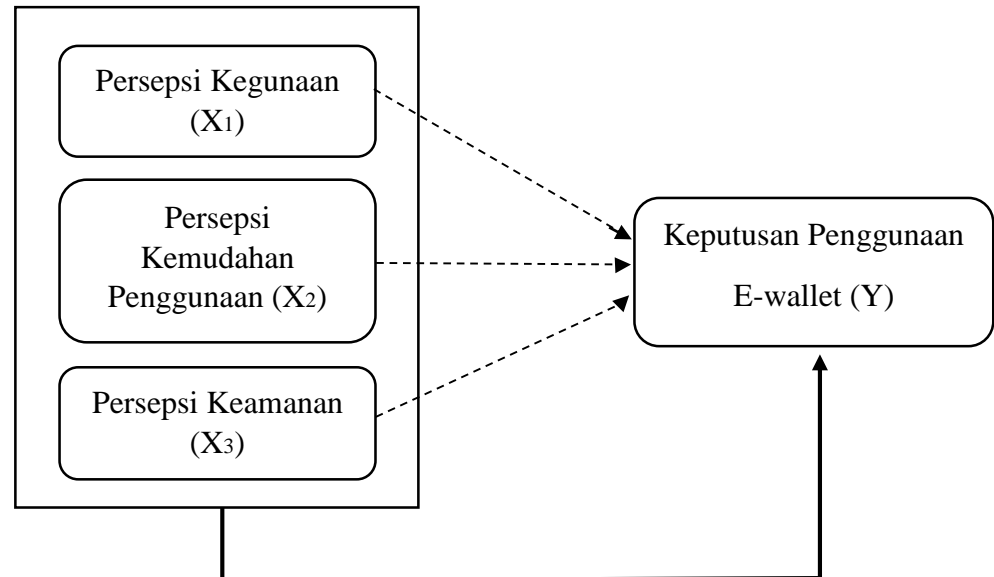 Persepsi Kegunaan
(X1)
Persepsi
Kemudahan
Penggunaan (X2)
Persepsi Keamanan
(X3)
Keputusan Penggunaan
E-wallet (Y)